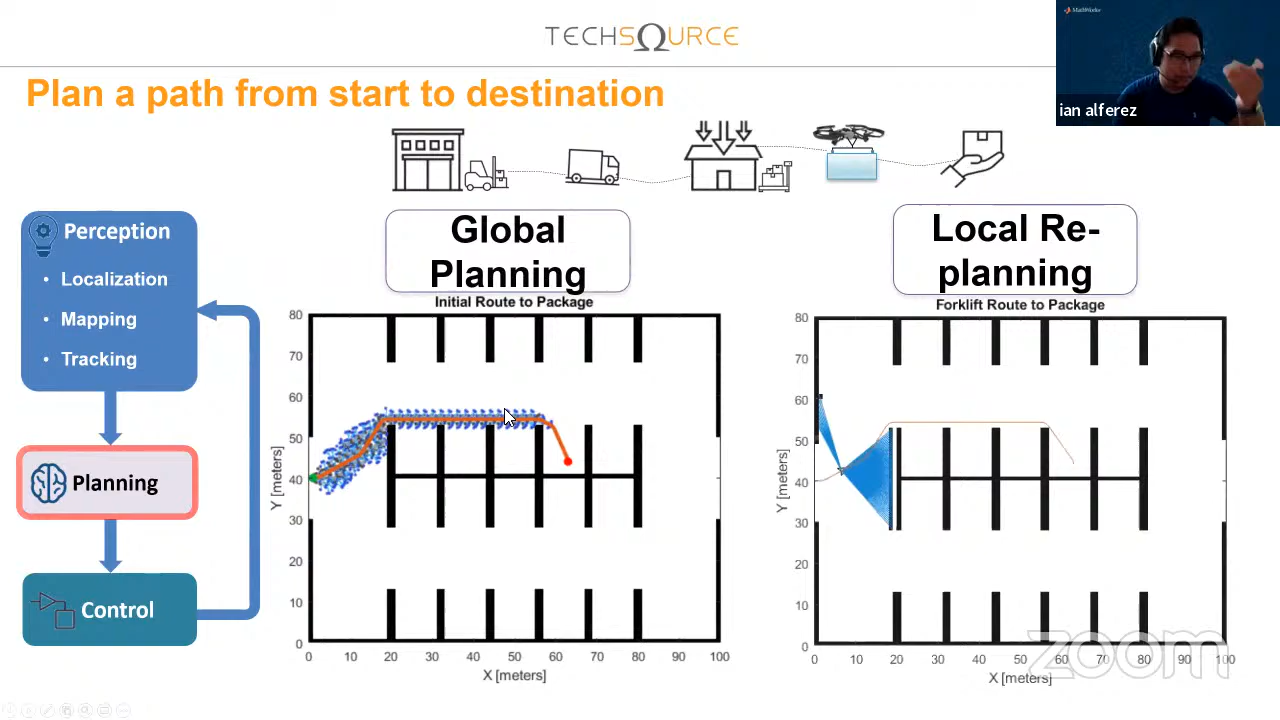 TECHSOURCE
MathWorks
ian alferez
Plan a path from start to destination
Perception
• Localization
• Mapping
• Tracking
Planning
Control
Global
Planning
Initial Route to Package
80
70
60
50
40
30
20
10
0
Y [meters]
0 10 20 30 40 50 60 70 80 90 100
X [meters]
Local Re-
planning
Forklift Route to Package
80
70
60
50
40
30
20
10
0
Y [meters]
0 10 20 30 40 50 60 70 80 90 100
X [meters]
zoom